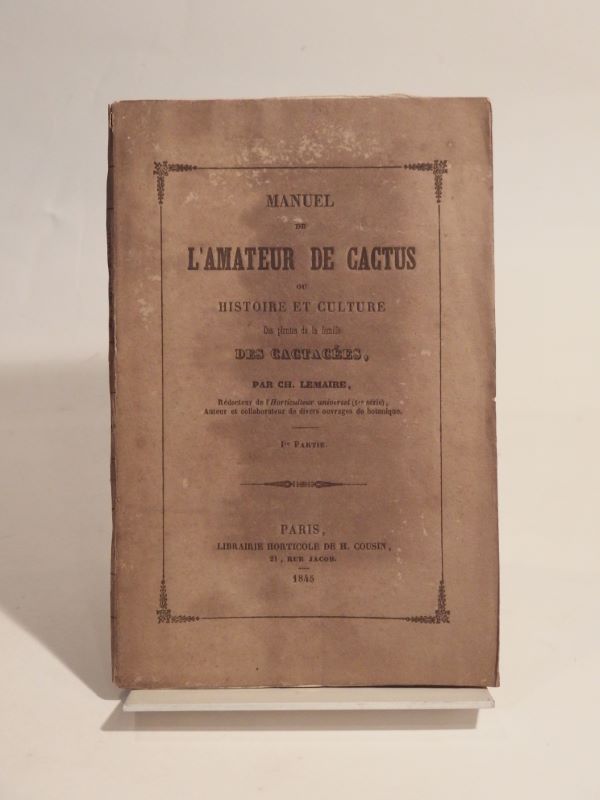 MANUEL
DE
L'AMATEUR DE CACTUS
OU
HISTOIRE ET CULTURE
Des plantes de la famille
DES CACTACÉES,
PAR CH. LEMAIRE,
Rédacteur de l'Horticulteur universel (1re série),
Auteur et collaborateur de divers ouvrages de botanique.
Ire PARTIE.
PARIS,
LIBRAIRIE HORTICOLE DE H. COUSIN,
21, RUE JACOB.
1845